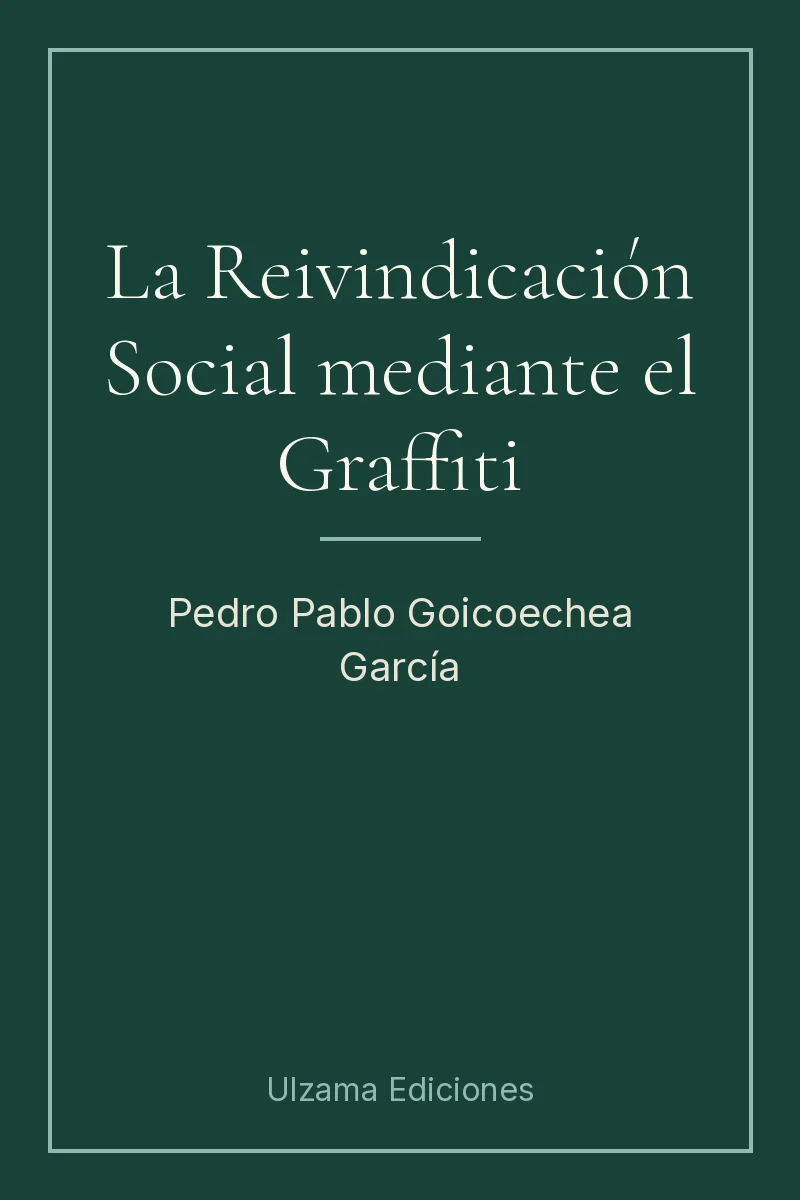 La Reivindicación
Social mediante el
Graffiti
Pedro Pablo Goicoechea
García
Ulzama Ediciones